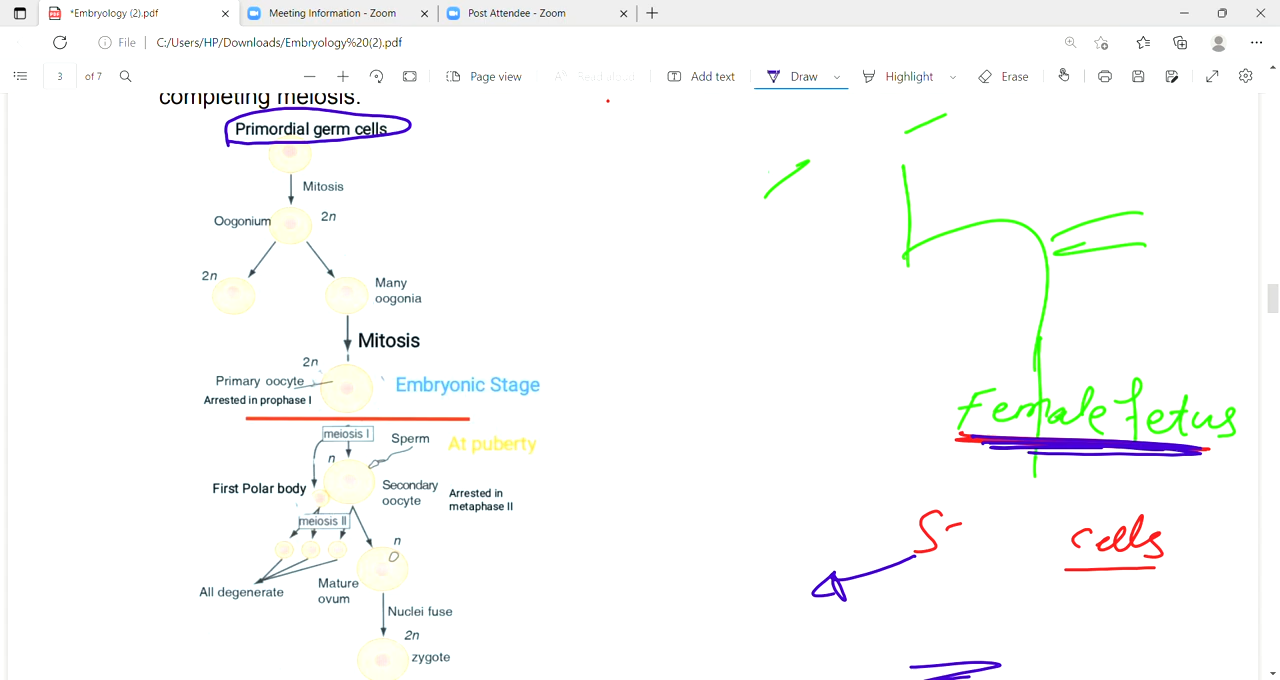 *Embryology (2).pdf
Meeting Information - Zoom
Post Attendee - Zoom
File
C:/Users/HP/Downloads/Embryology%20(2).pdf
3 of 7
Page view
Read aloud
Add text
Draw
Highlight
Erase
completing meiosis.
Primordial germ cells
Mitosis
Oogonium
2n
2n
Many
oogonia
Mitosis
2n
Primary oocyte
Arrested in prophase I
Embryonic Stage
meiosis I
Sperm
At puberty
n
First Polar body
Secondary
oocyte
Arrested in
metaphase II
meiosis II
n
All degenerate
Mature
ovum
Nuclei fuse
2n
zygote
Female fetus
cells